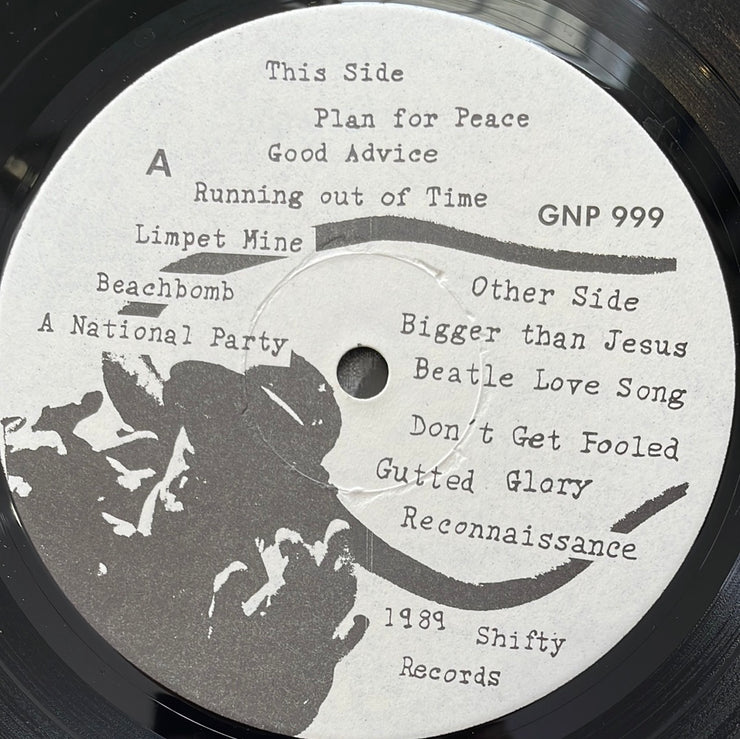 This Side
Plan for Peace
Good Advice
A
Running out of Time
GNP 999
Limpet Mine
Beachbomb
A National Party
Other Side
Bigger than Jesus
Beatle Love Song
Don't Get Fooled
Gutted Glory
Reconnaissance
1989 Shifty
Records